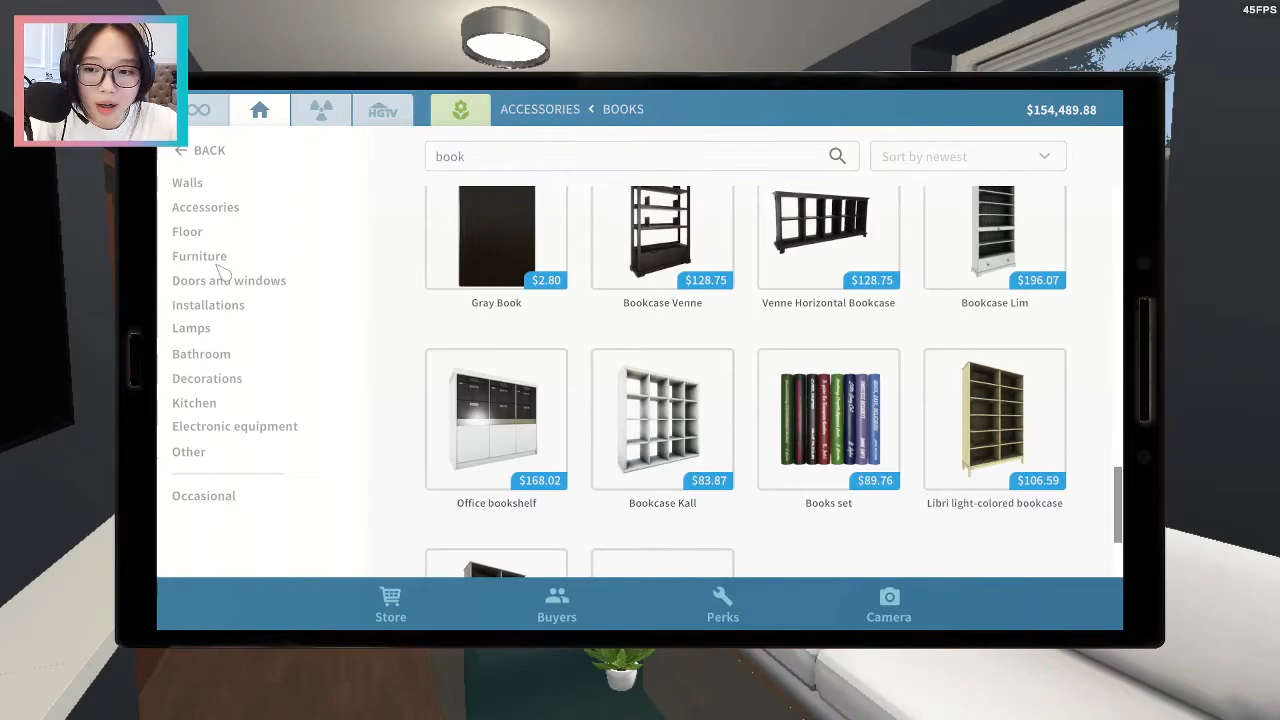 45FPS
HGTV
ACCESSORIES < BOOKS
$154,489.88
BACK
book
Sort by newest
Walls
Accessories
Floor
Furniture
Doors and windows
Installations
Lamps
Bathroom
Decorations
Kitchen
Electronic equipment
Other
Occasional
$2.80
$128.75
$128.75
$196.07
Gray Book
Bookcase Venne
Venne Horizontal Bookcase
Bookcase Lim
$168.02
$83.87
$89.76
$106.59
Office bookshelf
Bookcase Kall
Books set
Libri light-colored bookcase
Store
Buyers
Perks
Camera